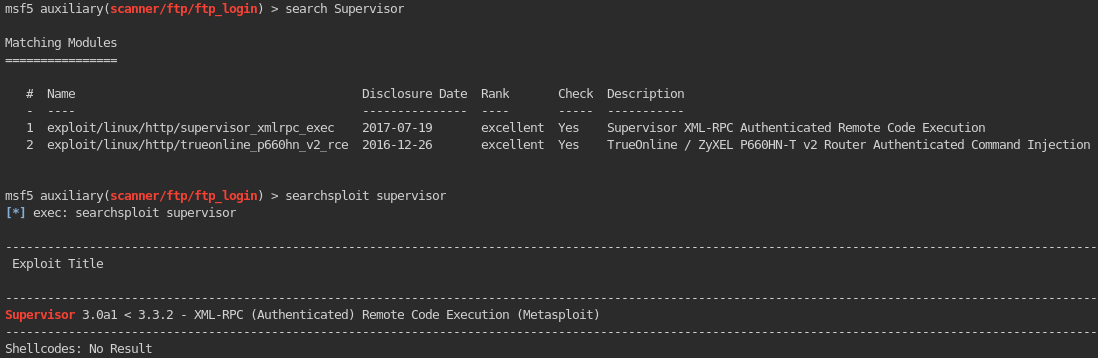 msf5 auxiliary(scanner/ftp/ftp_login) > search Supervisor
Matching Modules
================
#  Name                                     Disclosure Date  Rank       Check  Description
-  ----                                     ---------------  ----       -----  -----------
1  exploit/linux/http/supervisor_xmlrpc_exec    2017-07-19       excellent  Yes    Supervisor XML-RPC Authenticated Remote Code Execution
2  exploit/linux/http/trueonline_p660hn_v2_rce  2016-12-26       excellent  Yes    TrueOnline / ZyXEL P660HN-T v2 Router Authenticated Command Injection
msf5 auxiliary(scanner/ftp/ftp_login) > searchsploit supervisor
[*] exec: searchsploit supervisor
------------------------------------------------------------------------------------------------------------------------------------------------------------
Exploit Title
------------------------------------------------------------------------------------------------------------------------------------------------------------
Supervisor 3.0a1 < 3.3.2 - XML-RPC (Authenticated) Remote Code Execution (Metasploit)
------------------------------------------------------------------------------------------------------------------------------------------------------------
Shellcodes: No Result